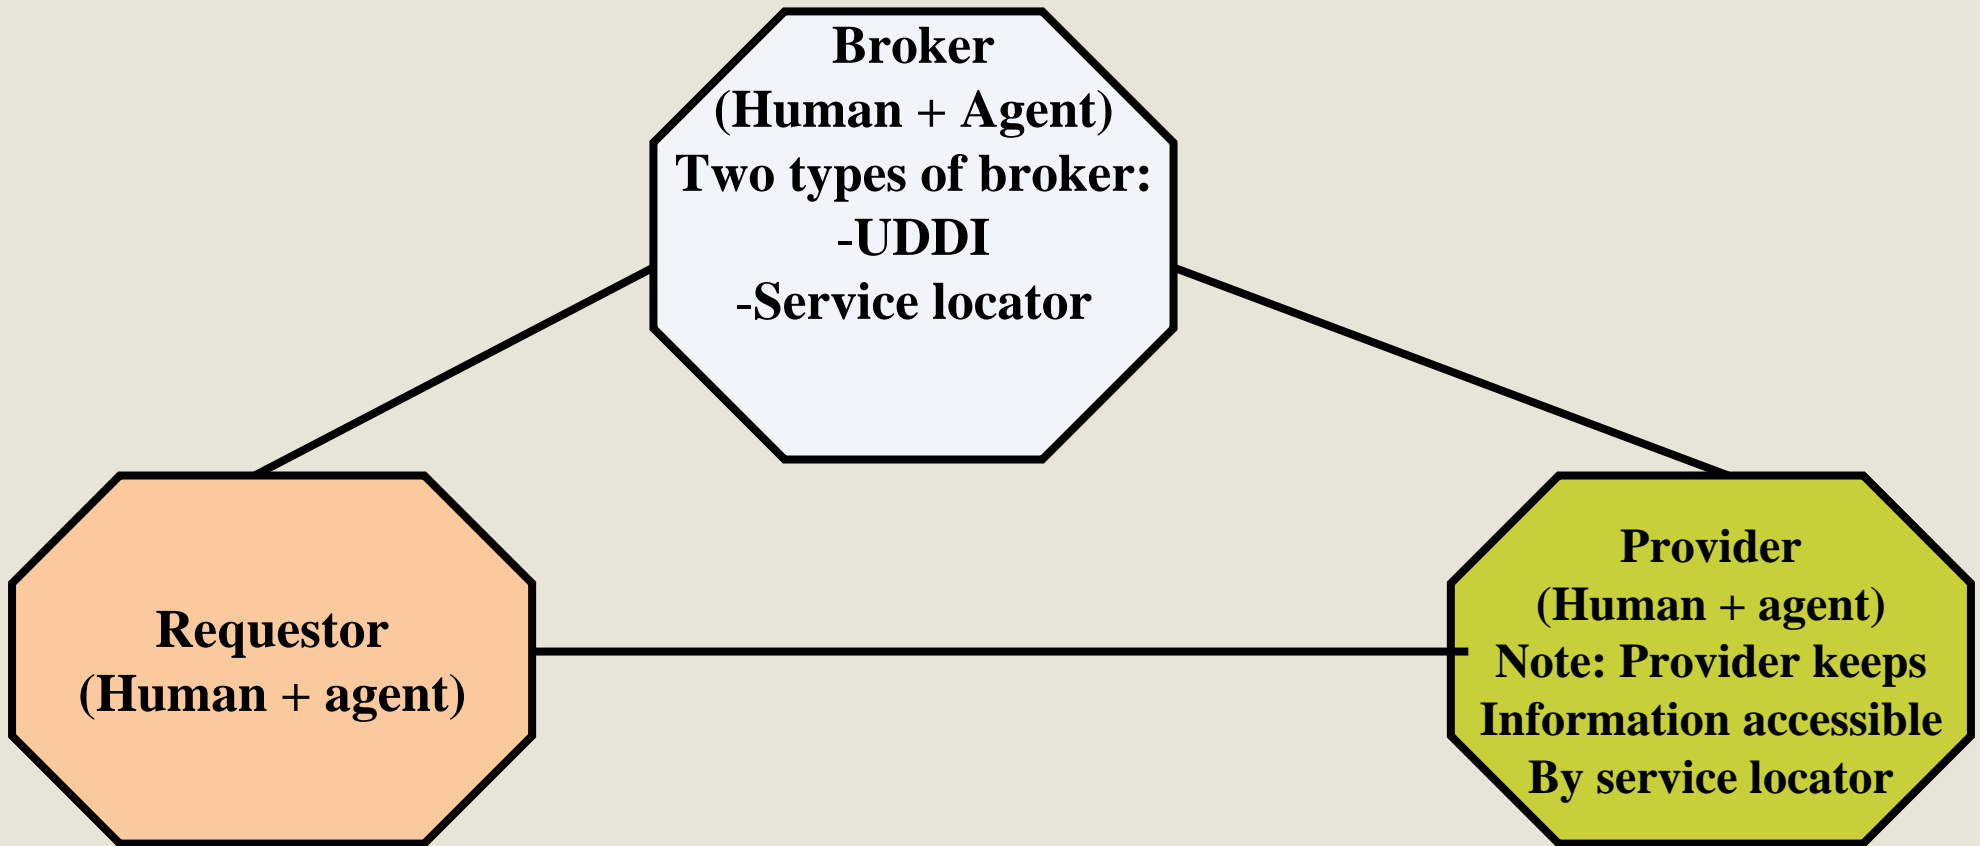 Broker
(Human + Agent)
Two types of broker:
-UDDI
-Service locator
Requestor
(Human + agent)
Provider
(Human + agent)
Note: Provider keeps
Information accessible
By service locator